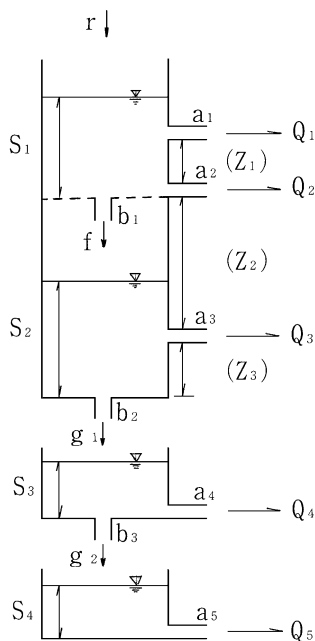 r
a₁
Q₁
S₁
(Z₁)
a₂
Q₂
b₁
f
(Z₂)
S₂
a₃
Q₃
(Z₃)
b₂
g₁
S₃
a₄
Q₄
b₃
g₂
S₄
a₅
Q₅